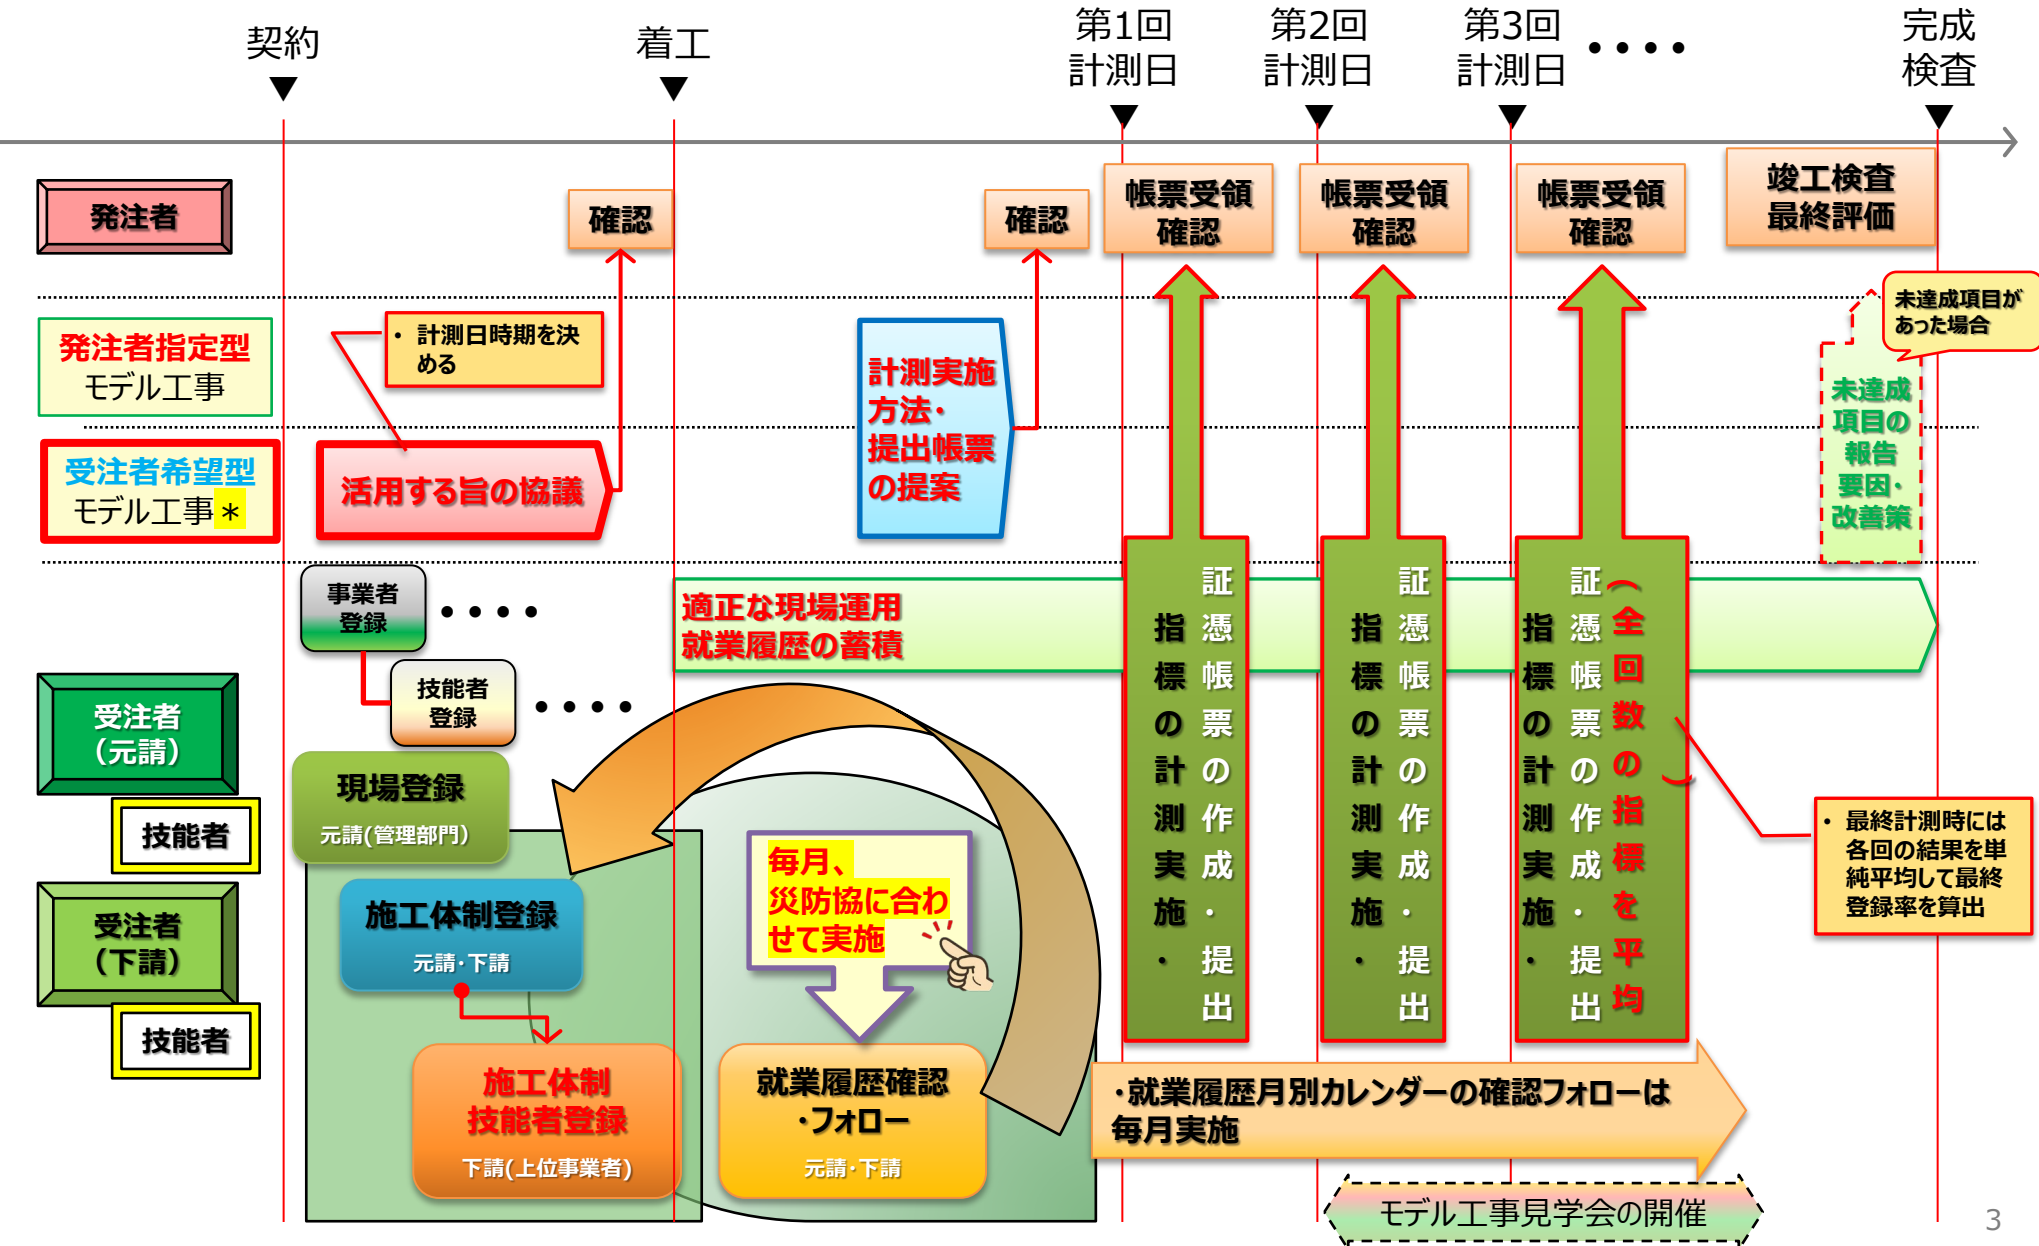 契約
着工
第1回
計測日
第2回
計測日
第3回
計測日
・・・・
完成
検査
発注者
確認
確認
帳票受領
確認
帳票受領
確認
帳票受領
確認
竣工検査
最終評価
未達成項目が
あった場合
発注者指定型
モデル工事
・ 計測日時期を決
める
計測実施
方法・
提出帳票
の提案
未達成
項目の
報告
要因・
改善策
受注者希望型
モデル工事＊
活用する旨の協議
事業者
登録
・・・・
技能者
登録
・・・・
適正な現場運用
就業履歴の蓄積
指標の計測実施・
証憑帳票の作成・提出
指標の計測実施・
証憑帳票の作成・提出
指標の計測実施・
証憑帳票の作成・提出
（全回数の指標を平均）
受注者
（元請）
技能者
現場登録
元請(管理部門)
・ 最終計測時には
各回の結果を単
純平均して最終
登録率を算出
受注者
（下請）
技能者
施工体制登録
元請・下請
毎月、
災防協に合わ
せて実施
施工体制
技能者登録
下請(上位事業者)
就業履歴確認
・フォロー
元請・下請
・就業履歴月別カレンダーの確認フォローは
毎月実施
モデル工事見学会の開催
3